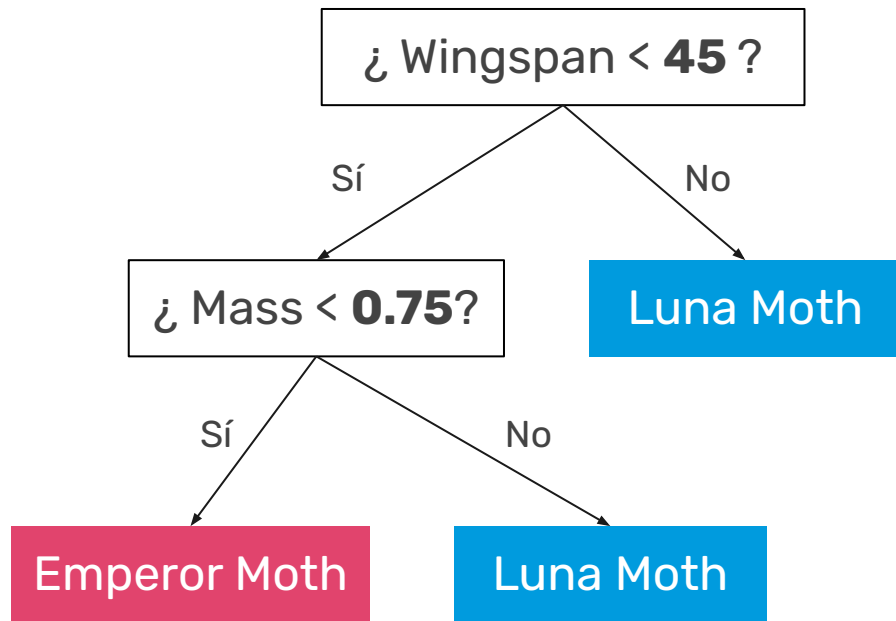 ¿ Wingspan < 45 ?
Sí
No
¿ Mass < 0.75?
Luna Moth
Sí
No
Emperor Moth
Luna Moth